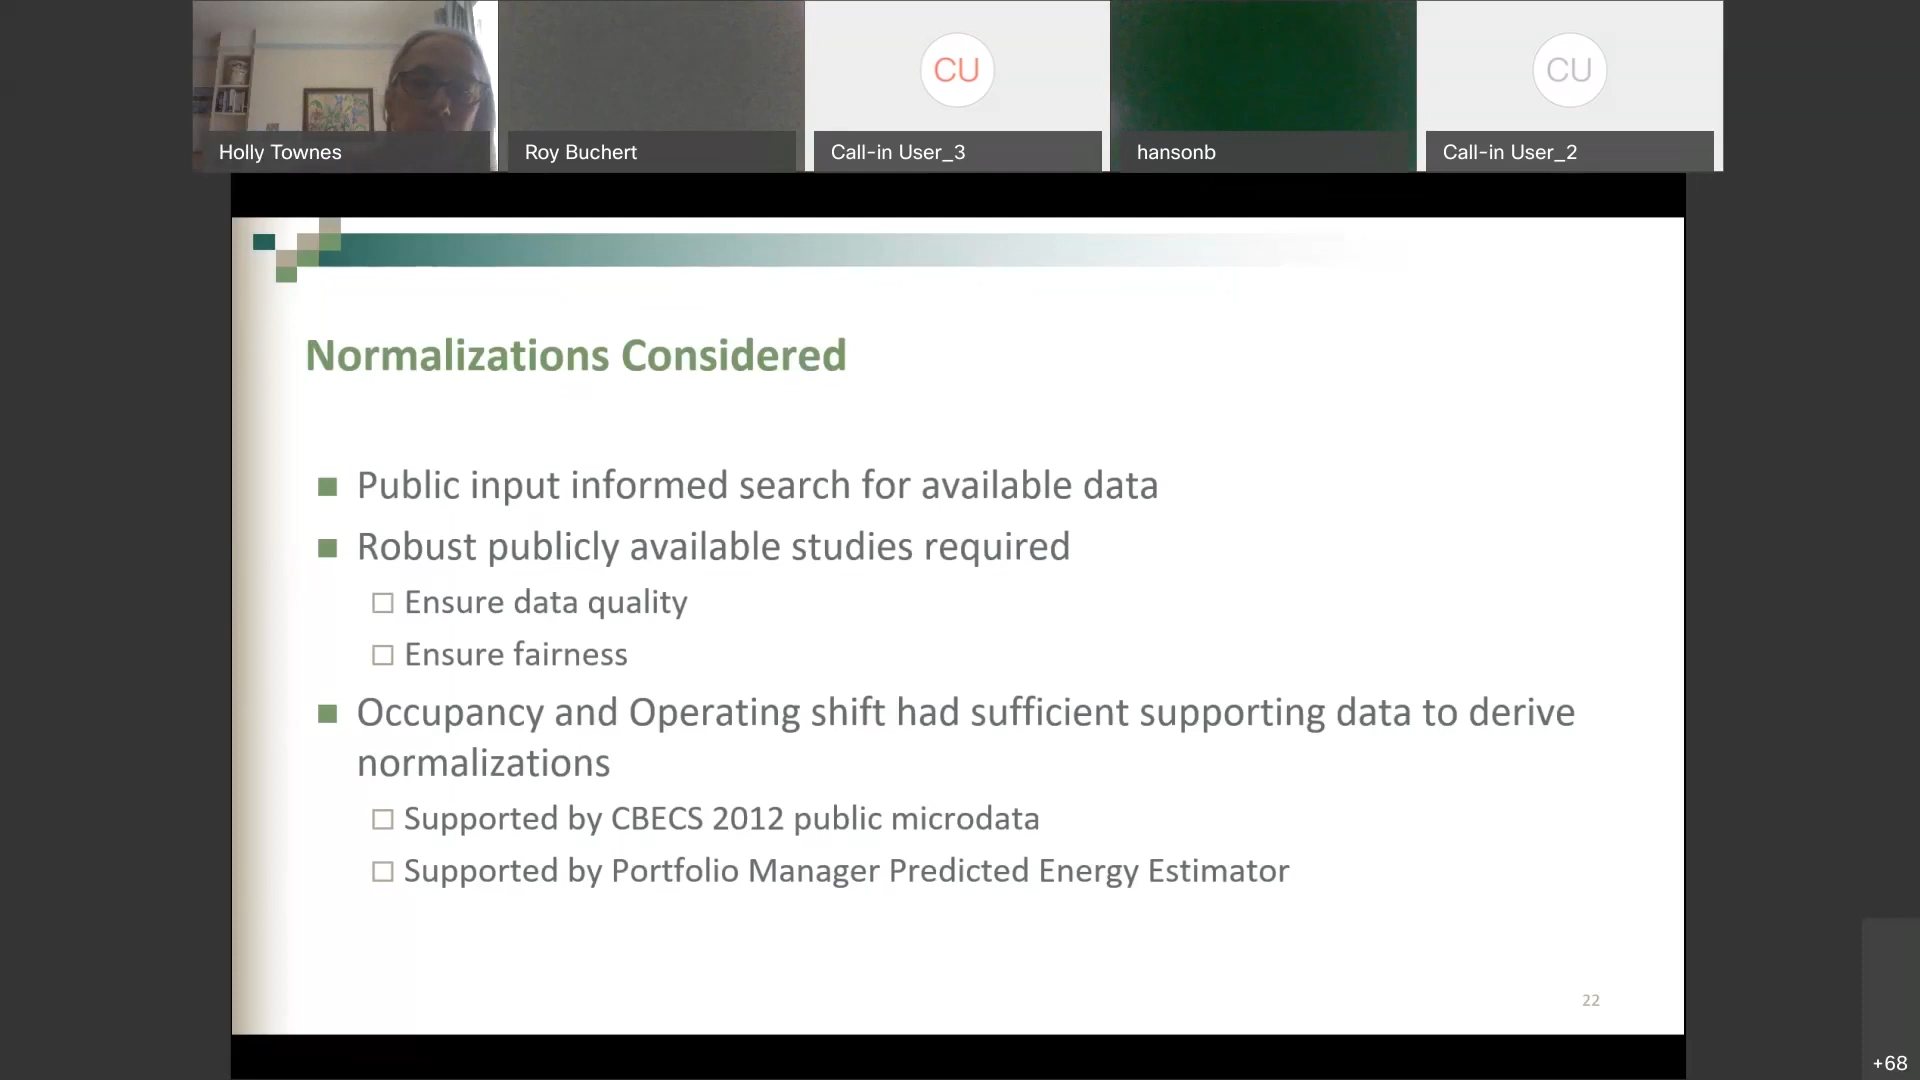 Holly Townes
Roy Buchert
CU
Call-in User_3
hansonb
CU
Call-in User_2
Normalizations Considered
Public input informed search for available data
Robust publicly available studies required
Ensure data quality
Ensure fairness
Occupancy and Operating shift had sufficient supporting data to derive
normalizations
Supported by CBECS 2012 public microdata
Supported by Portfolio Manager Predicted Energy Estimator
22
+68